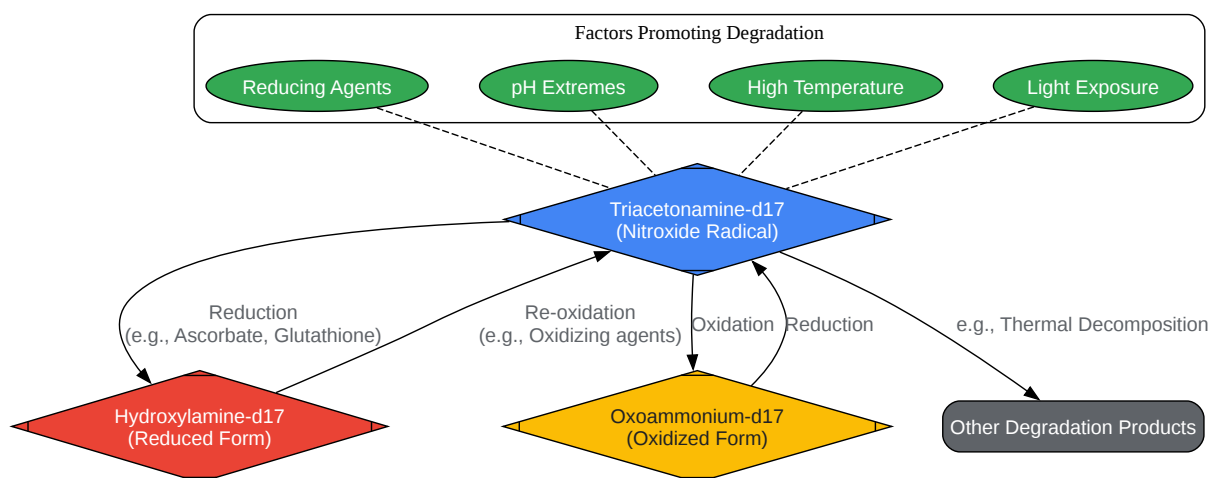 Factors Promoting Degradation
Reducing Agents
pH Extremes
High Temperature
Light Exposure
Triacetonamine-d17
(Nitroxide Radical)
Reduction
(e.g., Ascorbate, Glutathione)
Re-oxidation
(e.g., Oxidizing agents)
Oxidation
Reduction
e.g., Thermal Decomposition
Hydroxylamine-d17
(Reduced Form)
Oxoammonium-d17
(Oxidized Form)
Other Degradation Products